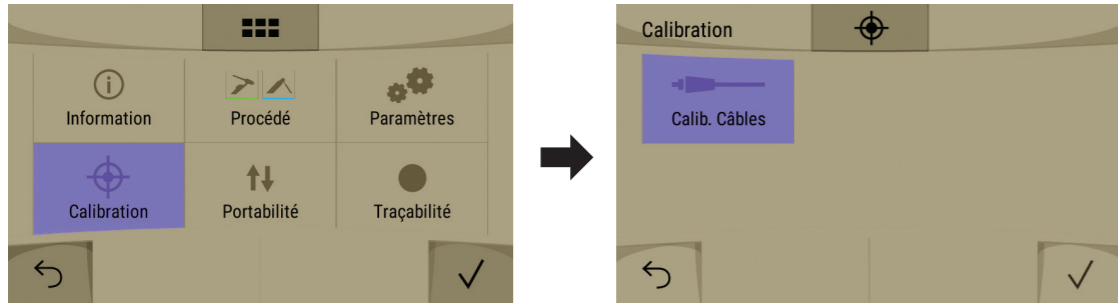 Information
Procédé
Paramètres
Calibration
Portabilité
Traçabilité
Calibration
Calib. Câbles